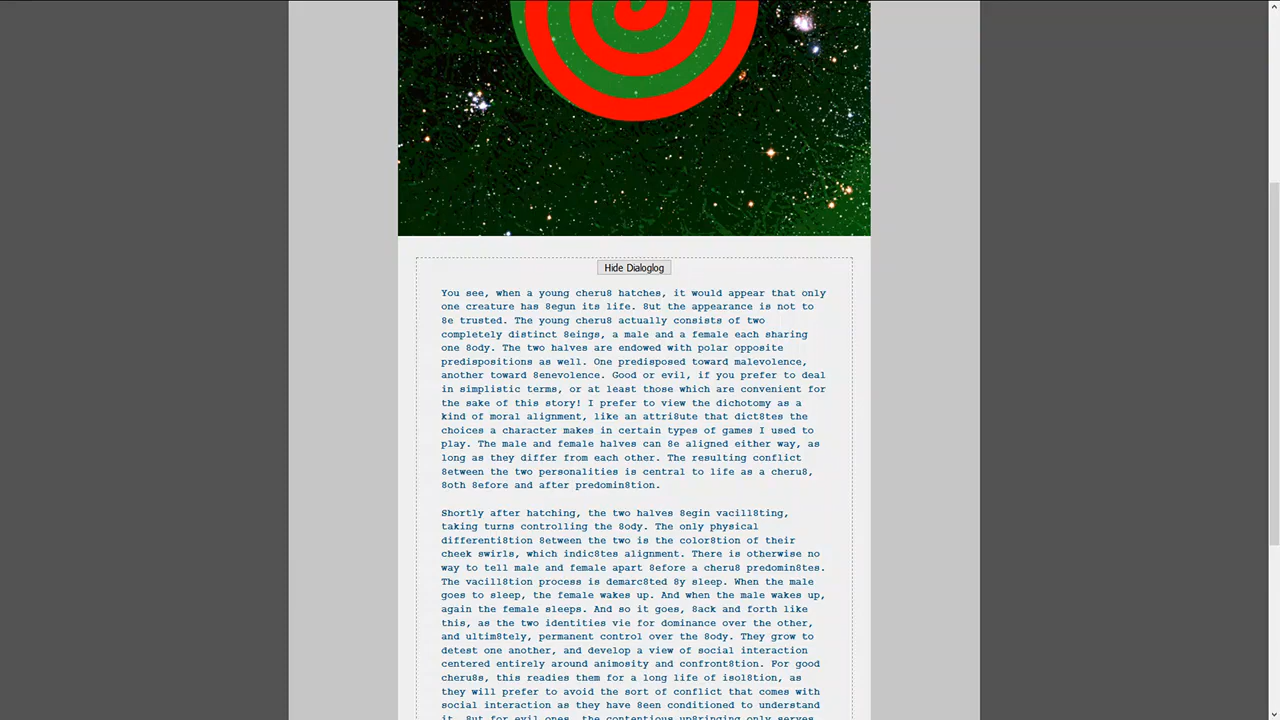 Hide Dialoglog
You see, when a young cheru8 hatches, it would appear that only
one creature has 8egun its life. 8ut the appearance is not to
8e trusted. The young cheru8 actually consists of two
completely distinct 8eings, a male and a female each sharing
one 8ody. The two halves are endowed with polar opposite
predispositions as well. One predisposed toward malevolence,
another toward 8enevolence. Good or evil, if you prefer to deal
in simplistic terms, or at least those which are convenient for
the sake of this story! I prefer to view the dichotomy as a
kind of moral alignment, like an attri8ute that dict8tes the
choices a character makes in certain types of games I used to
play. The male and female halves can 8e aligned either way, as
long as they differ from each other. The resulting conflict
8etween the two personalities is central to life as a cheru8,
8oth 8efore and after predomin8tion.
Shortly after hatching, the two halves 8egin vacill8ting,
taking turns controlling the 8ody. The only physical
differenti8tion 8etween the two is the color8tion of their
cheek swirls, which indic8tes alignment. There is otherwise no
way to tell male and female apart 8efore a cheru8 predomin8tes.
The vacill8tion process is demarc8ted 8y sleep. When the male
goes to sleep, the female wakes up. And when the male wakes up,
again the female sleeps. And so it goes, 8ack and forth like
this, as the two identities vie for dominance over the other,
and ultim8tely, permanent control over the 8ody. They grow to
detest one another, and develop a view of social interaction
centered entirely around animosity and confront8tion. For good
cheru8s, this readies them for a long life of isol8tion, as
they will prefer to avoid the sort of conflict that comes with
social interaction as they have 8een conditioned to understand
it. 8ut for evil ones, the contentious up8ringing only serves